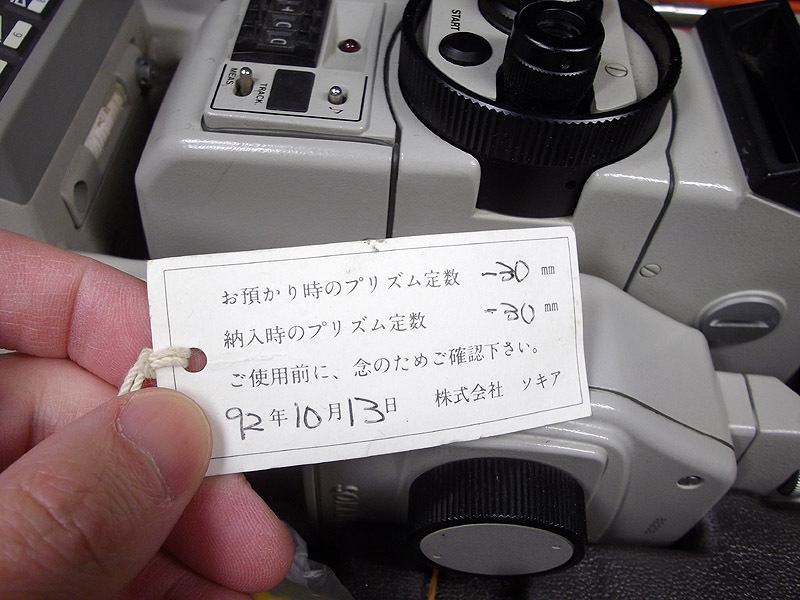 START
MEAS
TRACK
お預かり時のプリズム定数 -30 mm
納入時のプリズム定数 -30 mm
ご使用前に、念のためご確認下さい。
92年10月13日 株式会社 ソキア